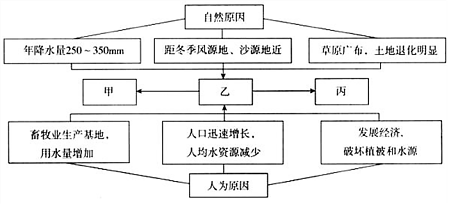 自然原因
年降水量250～350mm
距冬季风源地、沙源地近
草原广布，土地退化明显
甲
乙
丙
畜牧业生产基地，
用水量增加
人口迅速增长，
人均水资源减少
发展经济，
破坏植被和水源
人为原因